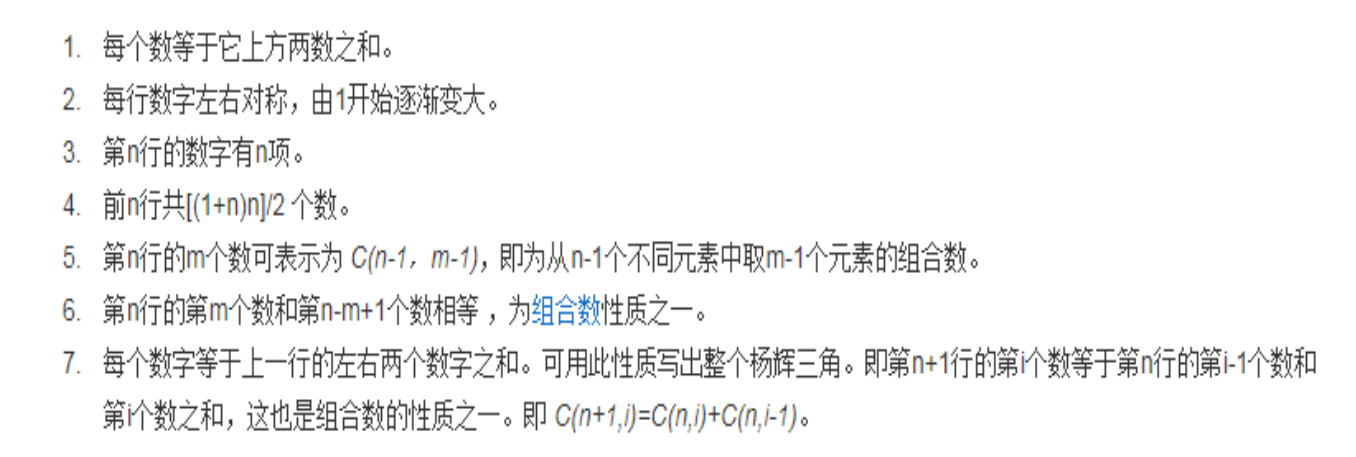 1. 每个数等于它上方两数之和。
2. 每行数字左右对称，由1开始逐渐变大。
3. 第n行的数字有n项。
4. 前n行共[(1+n)n]/2 个数。
5. 第n行的m个数可表示为 C(n-1，m-1)，即为从n-1个不同元素中取m-1个元素的组合数。
6. 第n行的第m个数和第n-m+1个数相等 ，为组合数性质之一。
7. 每个数字等于上一行的左右两个数字之和。可用此性质写出整个杨辉三角。即第n+1行的第i个数等于第n行的第i-1个数和
第i个数之和，这也是组合数的性质之一。即 C(n+1,i)=C(n,i)+C(n,i-1)。